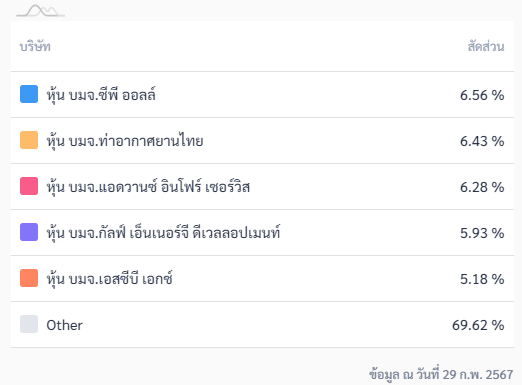 บริษัท สัดส่วน
หุ้น บมจ.ซีพี ออลล์ 6.56 %
หุ้น บมจ.ท่าอากาศยานไทย 6.43 %
หุ้น บมจ.แอดวานซ์ อินโฟร์ เซอร์วิส 6.28 %
หุ้น บมจ.กัลฟ์ เอ็นเนอร์จี ดีเวลลอปเมนท์ 5.93 %
หุ้น บมจ.เอสซีบี เอกซ์ 5.18 %
Other 69.62 %
ข้อมูล ณ วันที่ 29 ก.พ. 2567